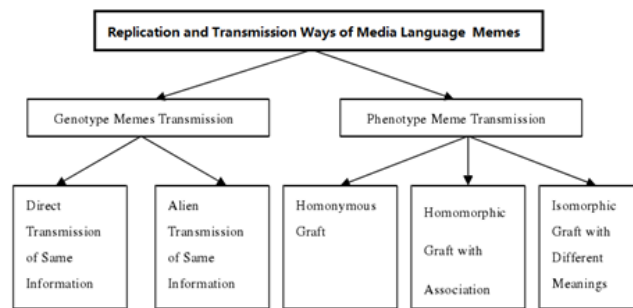 Replication and Transmission Ways of Media Language Memes
Genotype Memes Transmission
Phenotype Meme Transmission
Direct
Transmission
of Same
Information
Alien
Transmission
of Same
Information
Homonymous
Graft
Homomorphic
Graft with
Association
Isomorphic
Graft with
Different
Meanings